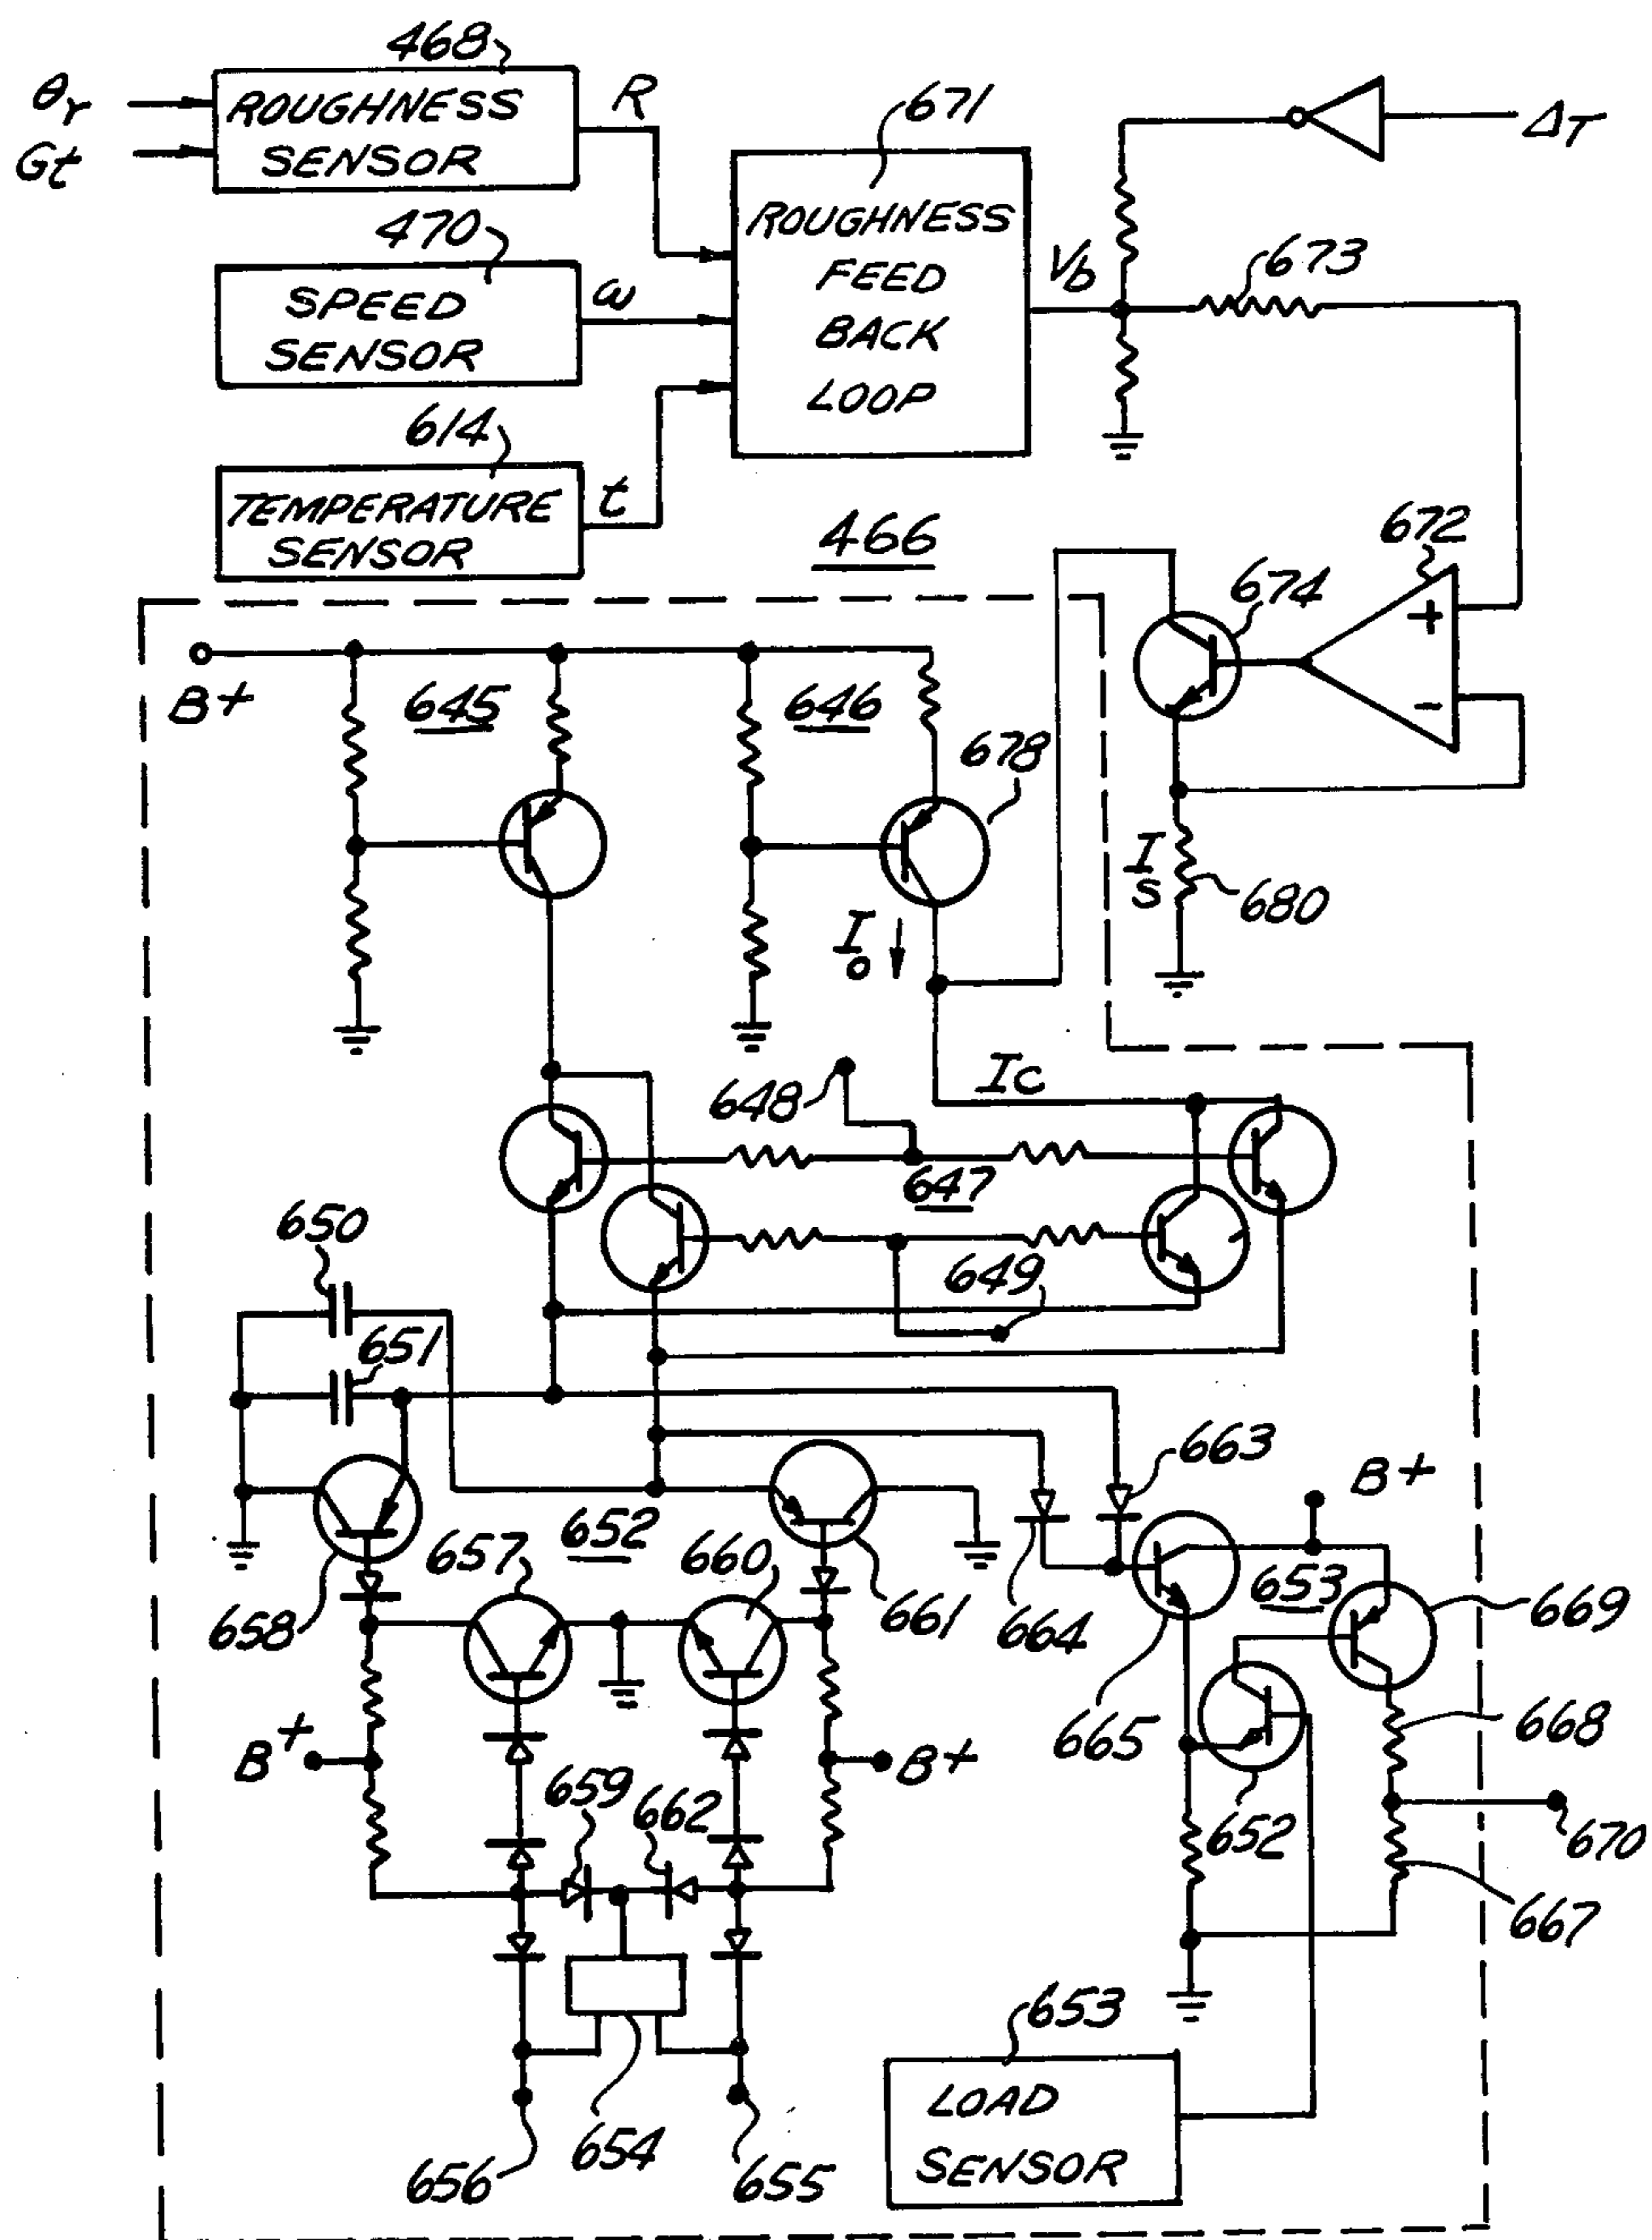 468
θr
Gt
ROUGHNESS
SENSOR
R
671
ΔT
470
SPEED
SENSOR
ω
ROUGHNESS
FEED
BACK
LOOP
Vb
673
614
TEMPERATURE
SENSOR
t
466
672
+
-
674
B+
645
646
678
Io
Is
680
648
Ic
647
650
649
651
663
B+
657
652
660
653
658
661
664
669
665
668
B+
B+
659
662
652
670
667
653
LOAD
SENSOR
656
654
655